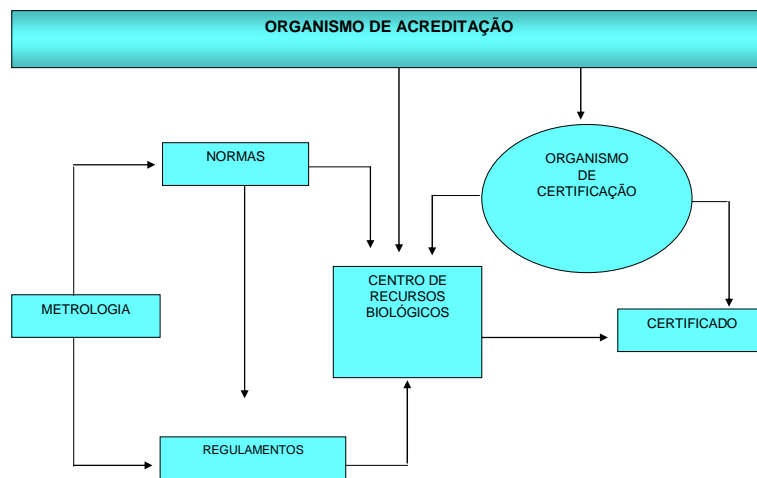 ORGANISMO DE ACREDITAÇÃO
NORMAS
ORGANISMO
DE
CERTIFICAÇÃO
METROLOGIA
CENTRO DE
RECURSOS
BIOLÓGICOS
CERTIFICADO
REGULAMENTOS